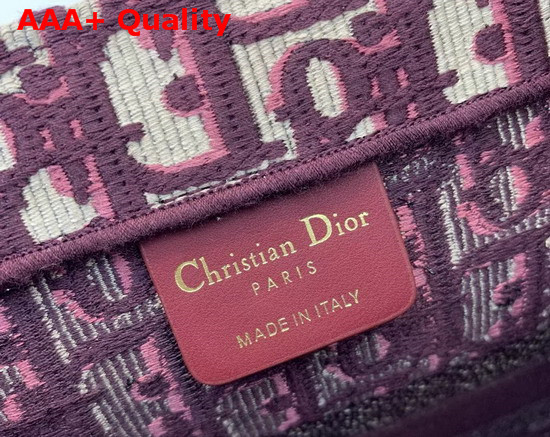 AAA+ Quality
Christian Dior
PARIS
MADE IN ITALY